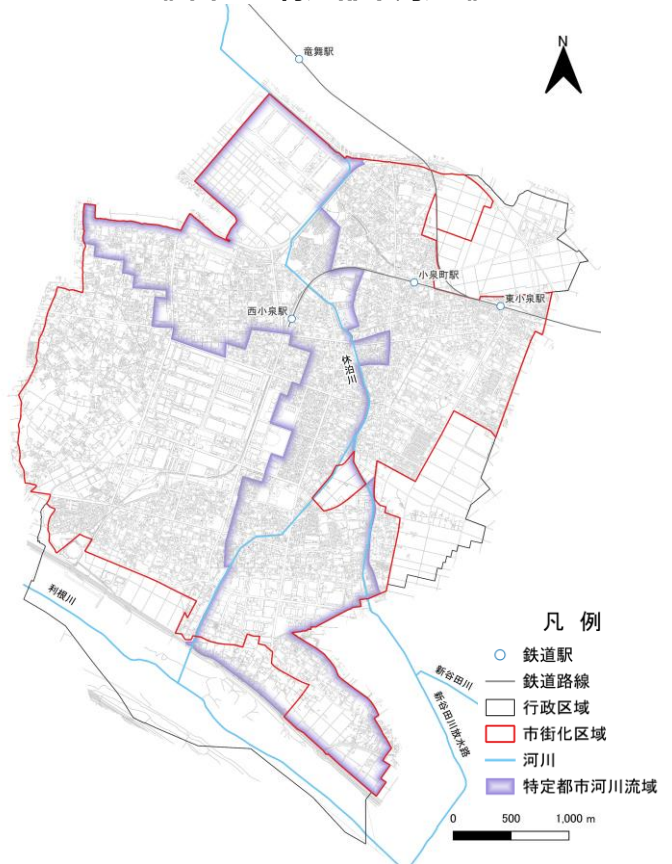 竜舞駅
N
小泉町駅
東小泉駅
西小泉駅
休泊川
利根川
新谷田川
新谷田川放水路
凡 例
鉄道駅
鉄道路線
行政区域
市街化区域
河川
特定都市河川流域
0 500 1,000 m